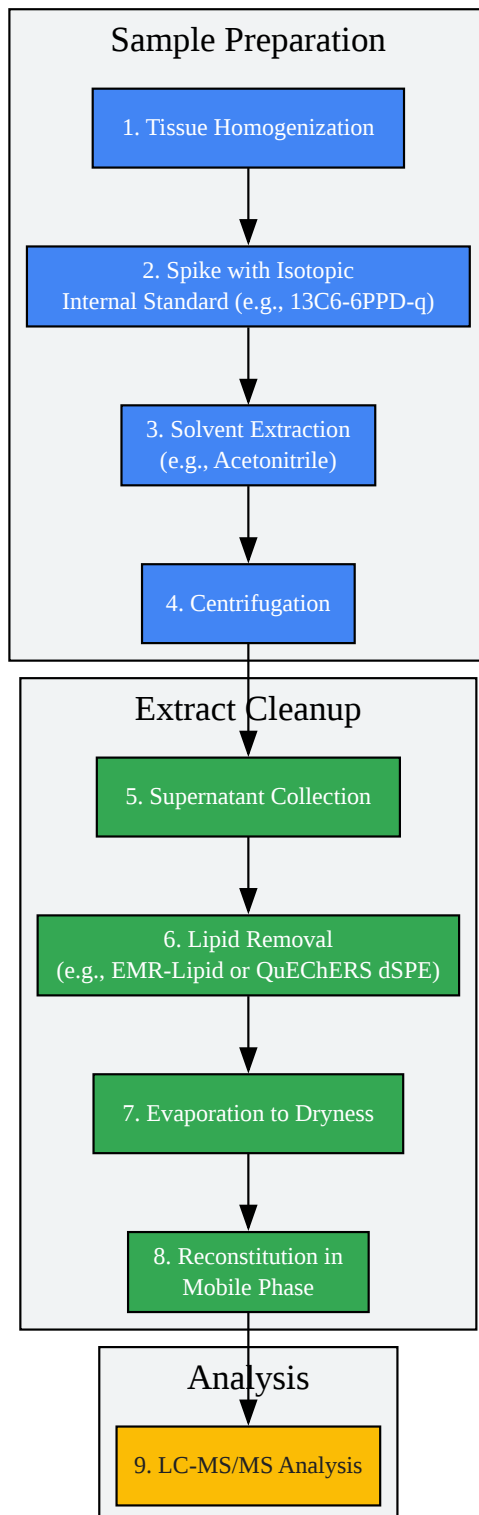 Sample Preparation
1. Tissue Homogenization
2. Spike with Isotopic
Internal Standard (e.g., 13C6-6PPD-q)
3. Solvent Extraction
(e.g., Acetonitrile)
4. Centrifugation
Extract Cleanup
5. Supernatant Collection
6. Lipid Removal
(e.g., EMR-Lipid or QuEChERS dSPE)
7. Evaporation to Dryness
8. Reconstitution in
Mobile Phase
Analysis
9. LC-MS/MS Analysis